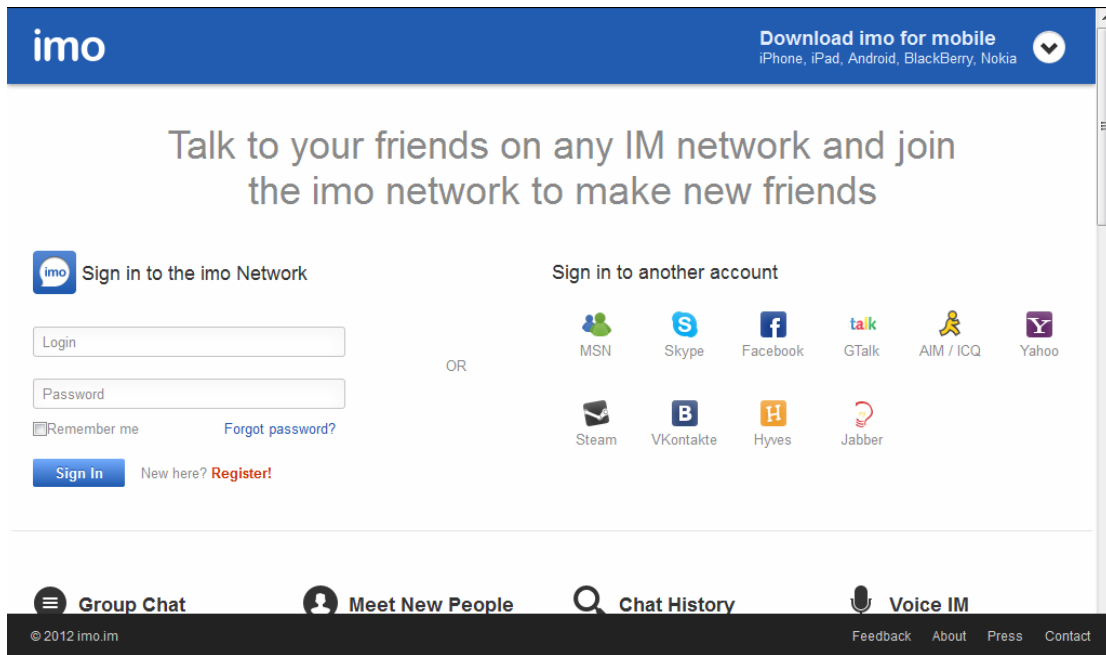 imo
Download imo for mobile
iPhone, iPad, Android, BlackBerry, Nokia
Talk to your friends on any IM network and join
the imo network to make new friends
imo
Sign in to the imo Network
Login
Password
Remember me
Forgot password?
Sign In
New here? Register!
OR
Sign in to another account
MSN
Skype
Facebook
talk
GTalk
AIM / ICQ
Yahoo
Steam
VKontakte
Hyves
Jabber
Group Chat
Meet New People
Chat History
Voice IM
© 2012 imo.im
Feedback
About
Press
Contact